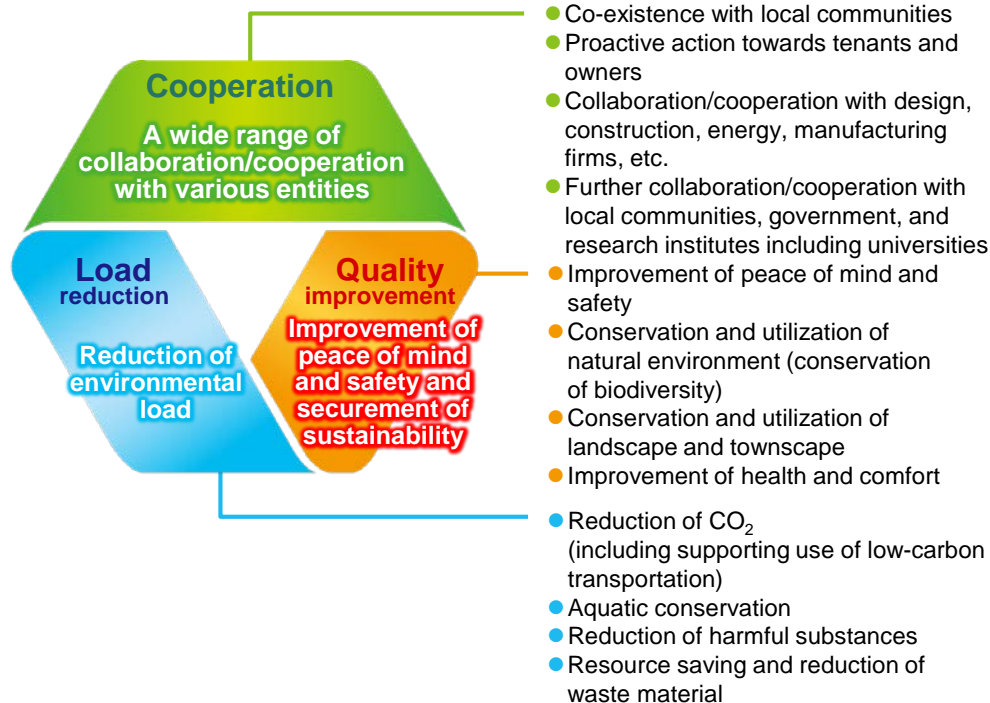 Cooperation
A wide range of
collaboration/cooperation
with various entities
Load
reduction
Reduction of
environmental
load
Quality
improvement
Improvement of
peace of mind
and safety and
securement of
sustainability
● Co-existence with local communities
● Proactive action towards tenants and
owners
● Collaboration/cooperation with design,
construction, energy, manufacturing
firms, etc.
● Further collaboration/cooperation with
local communities, government, and
research institutes including universities
● Improvement of peace of mind and
safety
● Conservation and utilization of
natural environment (conservation
of biodiversity)
● Conservation and utilization of
landscape and townscape
● Improvement of health and comfort
● Reduction of CO₂
(including supporting use of low-carbon
transportation)
● Aquatic conservation
● Reduction of harmful substances
● Resource saving and reduction of
waste material